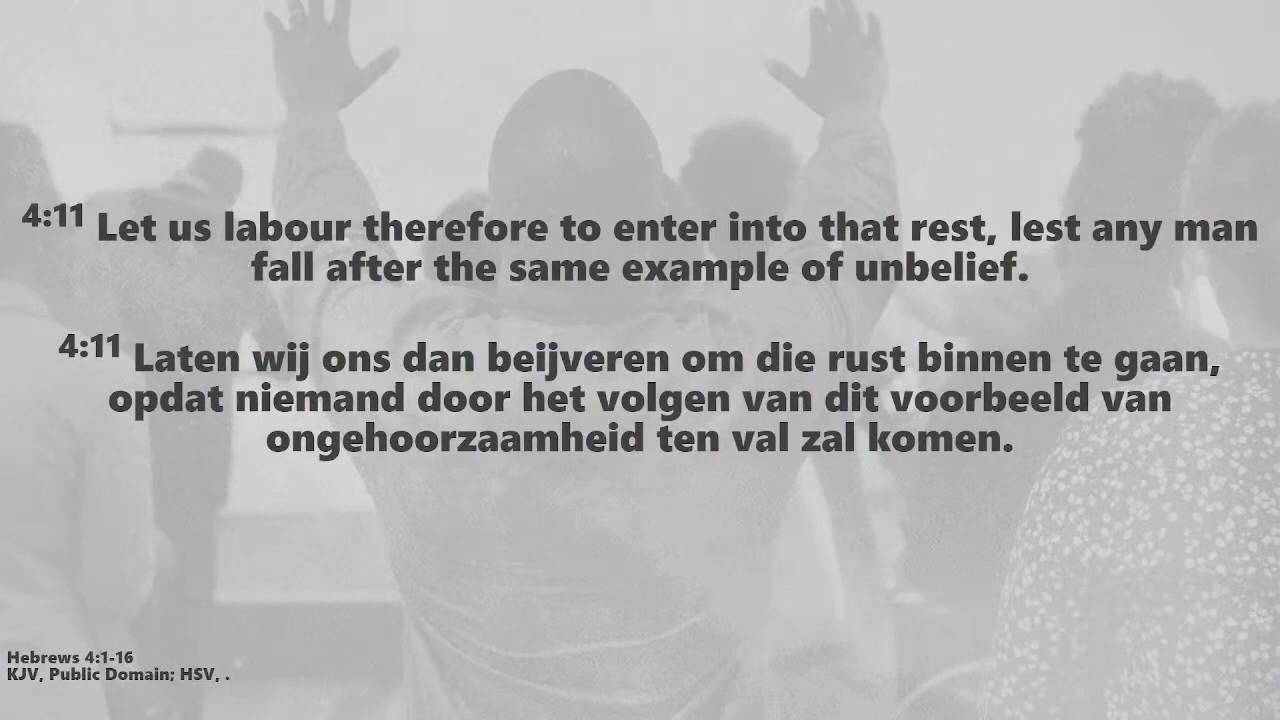 4:11 Let us labour therefore to enter into that rest, lest any man
fall after the same example of unbelief.
4:11 Laten wij ons dan beijveren om die rust binnen te gaan,
opdat niemand door het volgen van dit voorbeeld van
ongehoorzaamheid ten val zal komen.
Hebrews 4:1-16
KJV, Public Domain; HSV, .